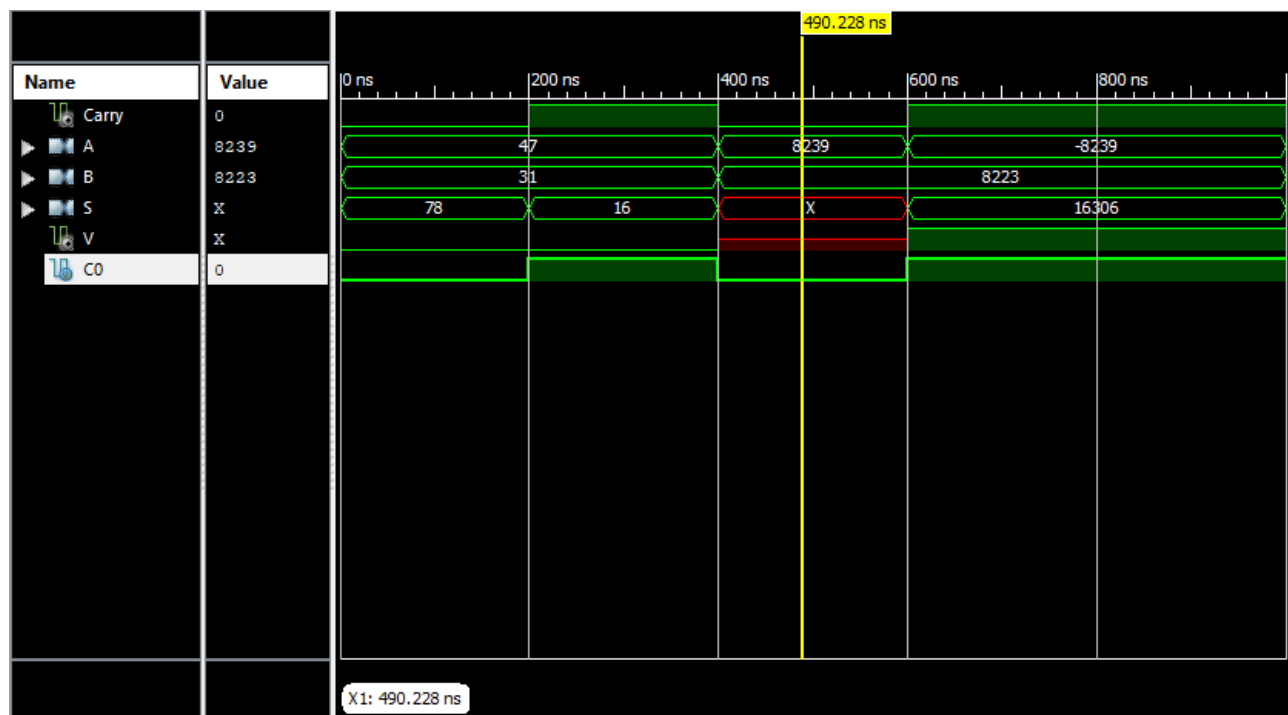 490.228 ns
Name Value 0 ns 200 ns 400 ns 600 ns 800 ns
Carry 0
A 8239 47 8239 -8239
B 8223 31 8223
S X 78 16 X 16306
V X
C0 0
X1: 490.228 ns